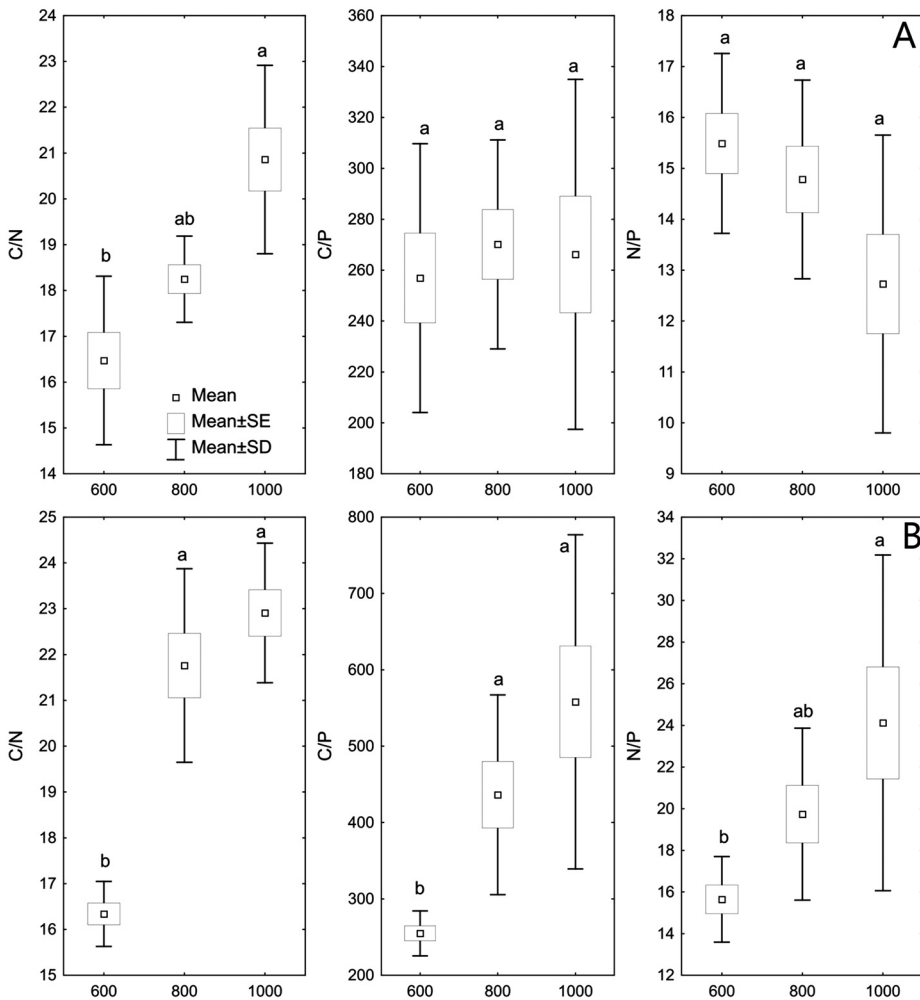 24
23
22
21
20
19
18
17
16
15
14
C/N
b
ab
a
Mean
Mean±SE
Mean±SD
600 800 1000
360
340
320
300
280
260
240
220
200
180
C/P
a
a
a
600 800 1000
A
17
16
15
14
13
12
11
10
9
18
N/P
a
a
a
600 800 1000
25
24
23
22
21
20
19
18
17
16
15
C/N
b
a
a
600 800 1000
800
700
600
500
400
300
200
C/P
b
a
a
600 800 1000
B
34
32
30
28
26
24
22
20
18
16
14
12
N/P
b
ab
a
600 800 1000